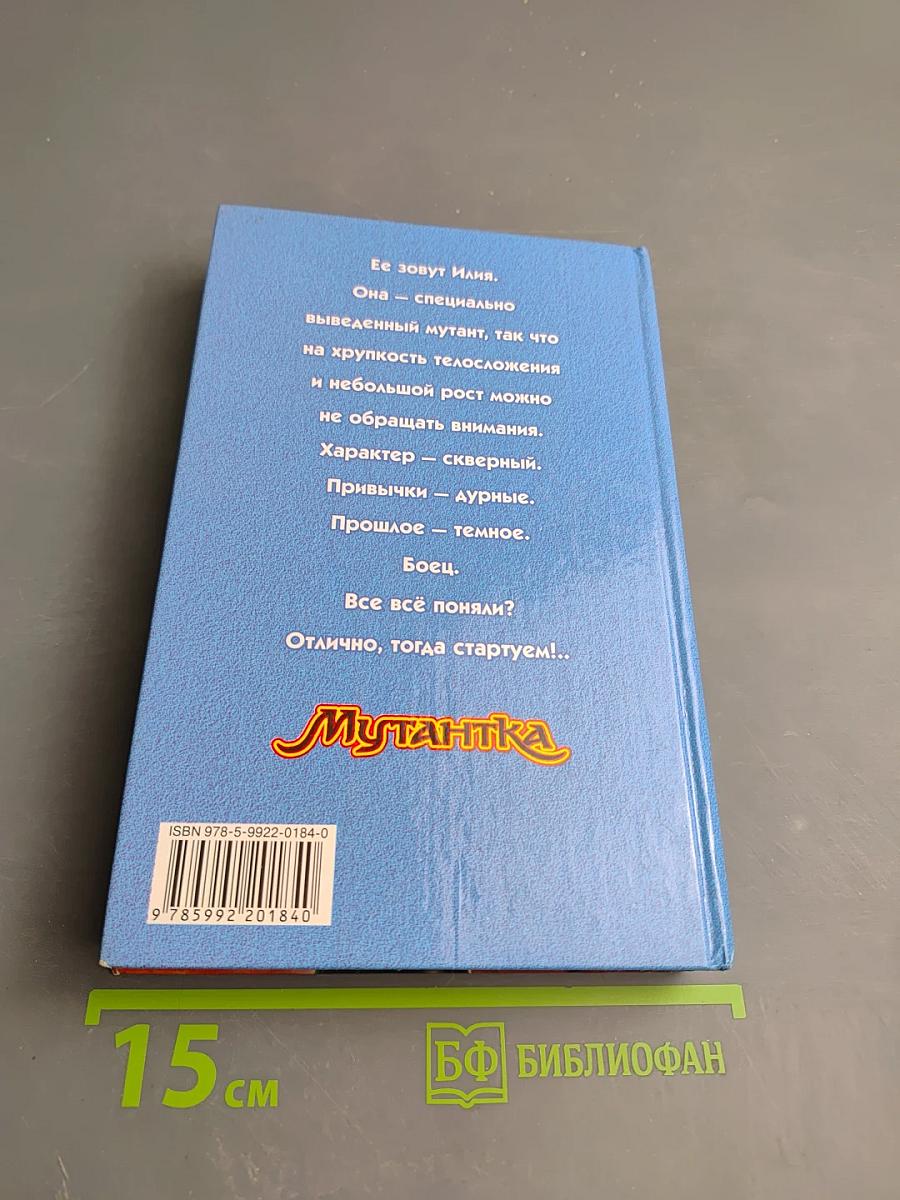 Ее зовут Илия.
Она — специально
выведенный мутант, так что
на хрупкость телосложения
и небольшой рост можно
не обращать внимания.
Характер — скверный.
Привычки — дурные.
Прошлое — темное.
Боец.
Все всё поняли?
Отлично, тогда стартуем!..
Мутантка
ISBN 978-5-9922-0184-0
9 785992 201840
15 см
БФ БИБЛИОФАН